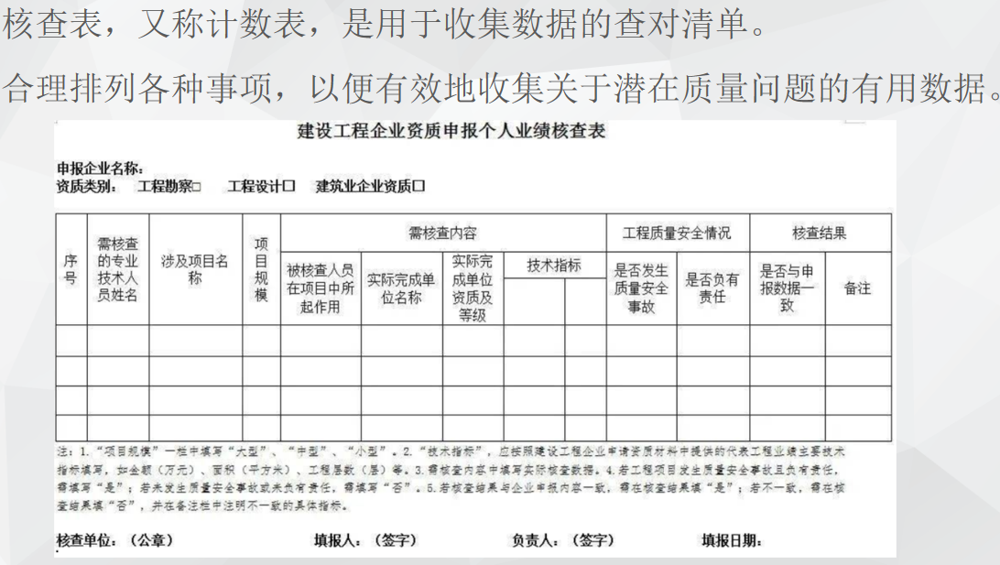 核查表，又称计数表，是用于收集数据的查对清单。
合理排列各种事项，以便有效地收集关于潜在质量问题的有用数据。
建设工程企业资质申报个人业绩核查表
申报企业名称：
资质类别： 工程勘察□ 工程设计□ 建筑业企业资质□
序号
需核查的专业技术人员姓名
涉及项目名称
项目规模
需核查内容
被核查人员在项目中所起作用
实际完成单位名称
实际完成单位资质及等级
技术指标
工程质量安全情况
是否发生质量安全事故
是否负有责任
核查结果
是否与申报数据一致
备注
注：1.“项目规模”一栏中填写“大型”、“中型”、“小型”。2.“技术指标”，应按照建设工程企业申请资质材料中提供的代表工程业绩主要技术
指标填写，如金额（万元）、面积（平方米）、工程层数（层）等。3.需核查内容中填写实际核查数据。4.若工程项目发生质量安全事故且负有责任，
需填写“是”；若未发生质量安全事故或未负有责任，需填写“否”。5.若核查结果与企业申报内容一致，需在核查结果填“是”；若不一致，需在核
查结果填“否”，并在备注栏中注明不一致的具体指标。
核查单位：（公章） 填报人：（签字） 负责人：（签字） 填报日期：